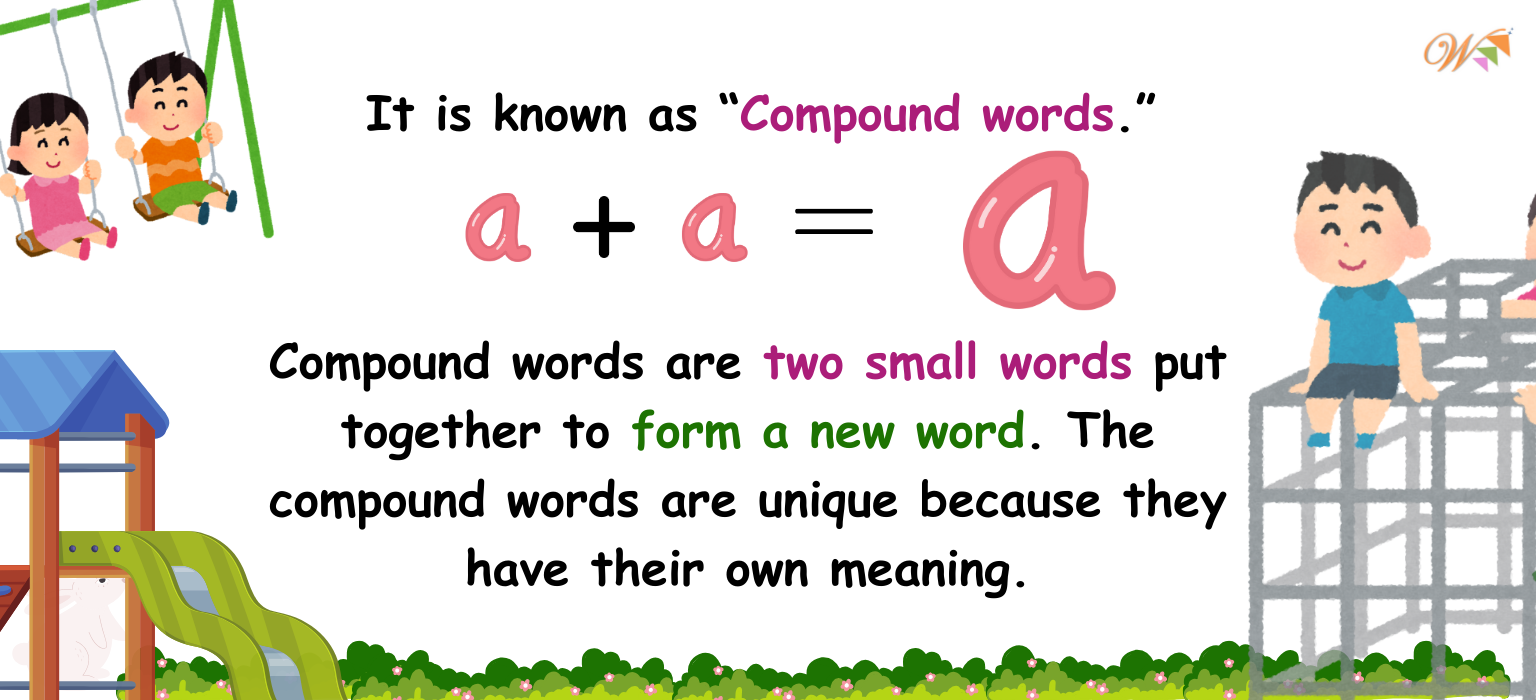 W
It is known as “Compound words.”
a + a = a
Compound words are two small words put
together to form a new word. The
compound words are unique because they
have their own meaning.